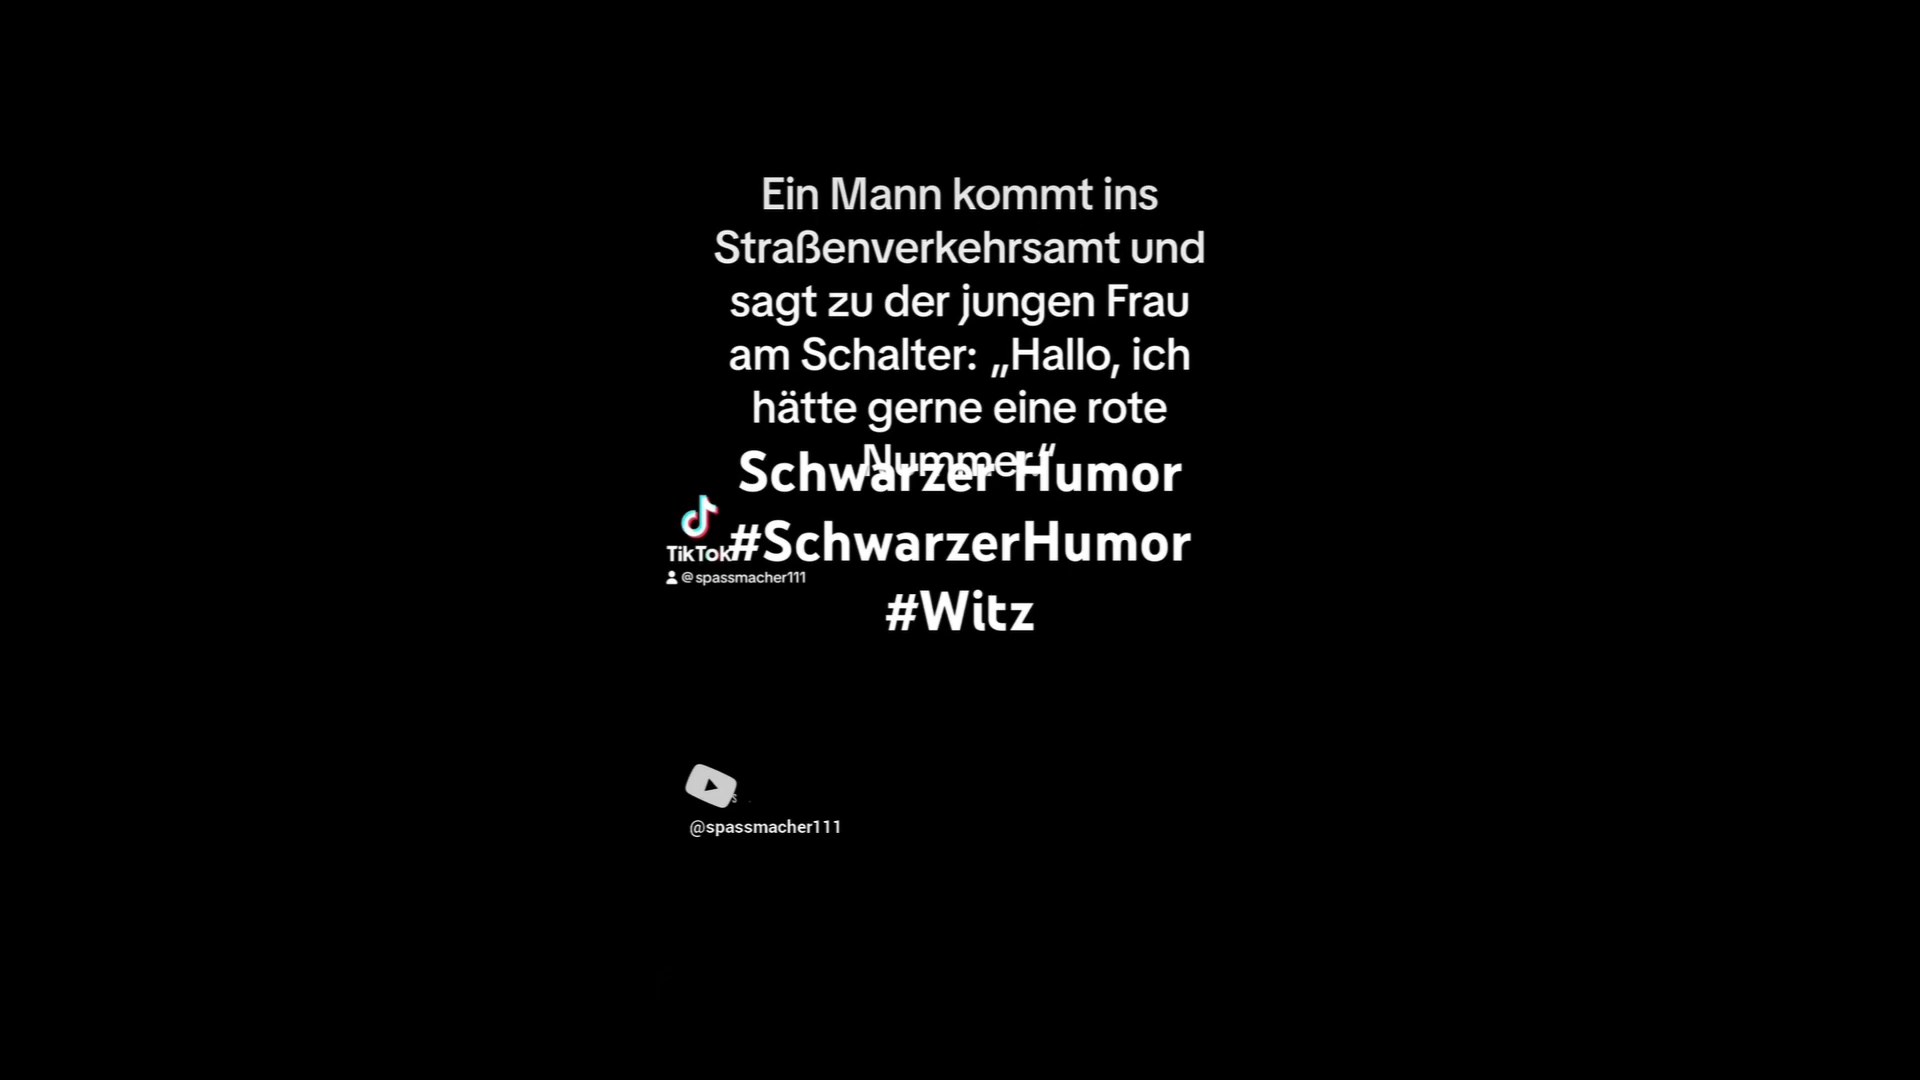 Ein Mann kommt ins
Straßenverkehrsamt und
sagt zu der jungen Frau
am Schalter: „Hallo, ich
hätte gerne eine rote
Nummer.“
Schwarzer Humor
#SchwarzerHumor
#Witz
TikTok
@spassmacher111
@spassmacher111